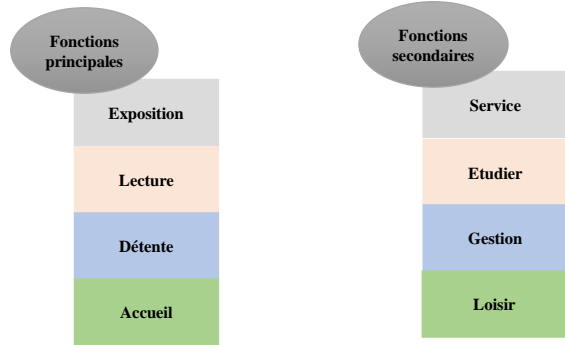 Fonctions
principales
Exposition
Lecture
Détente
Accueil
Fonctions
secondaires
Service
Etudier
Gestion
Loisir